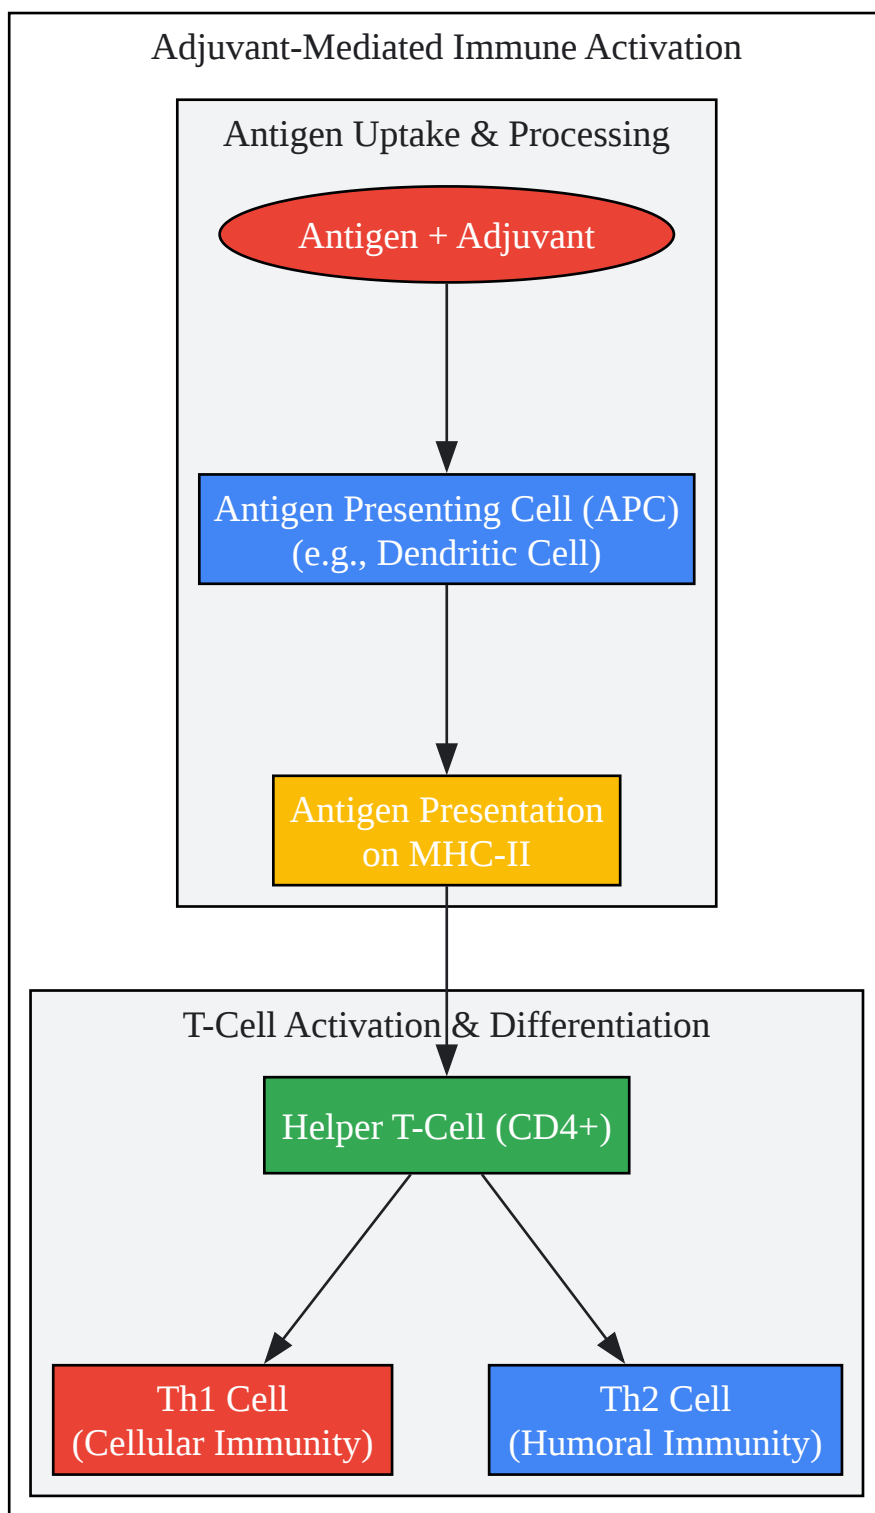 Adjuvant-Mediated Immune Activation
Antigen Uptake & Processing
Antigen + Adjuvant
Antigen Presenting Cell (APC)
(e.g., Dendritic Cell)
Antigen Presentation
on MHC-II
T-Cell Activation & Differentiation
Helper T-Cell (CD4+)
Th1 Cell
(Cellular Immunity)
Th2 Cell
(Humoral Immunity)